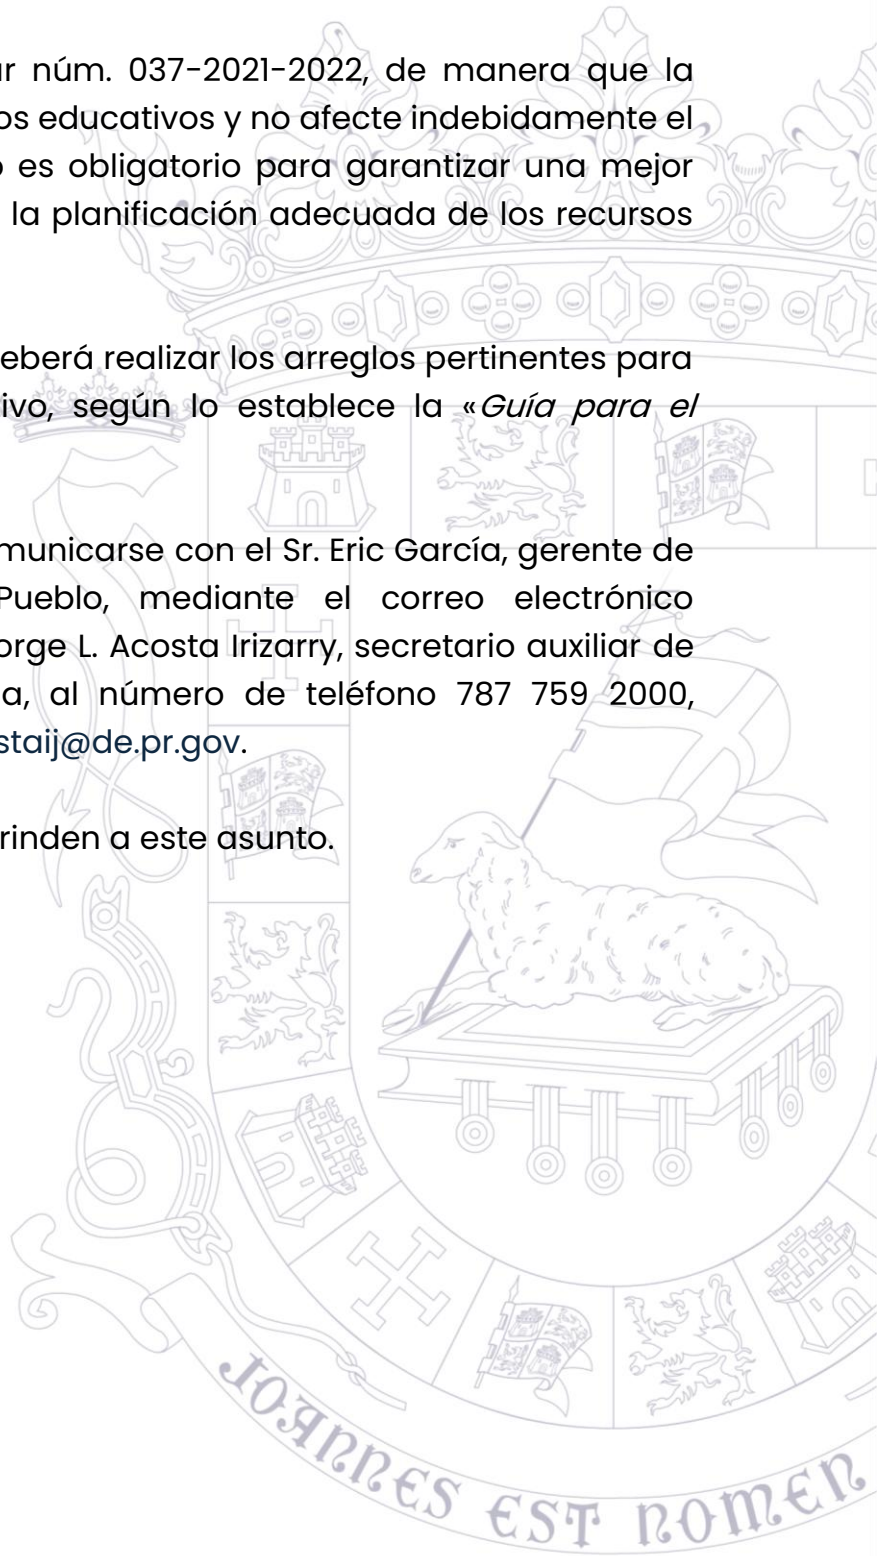 ar núm. 037-2021-2022, de manera que la
os educativos y no afecte indebidamente el
o es obligatorio para garantizar una mejor
la planificación adecuada de los recursos
eberá realizar los arreglos pertinentes para
ivo, según lo establece la «Guía para el
municarse con el Sr. Eric García, gerente de
Pueblo, mediante el correo electrónico
orge L. Acosta Irizarry, secretario auxiliar de
a, al número de teléfono 787 759 2000,
staij@de.pr.gov.
rinden a este asunto.
JOANNES EST NOMEN